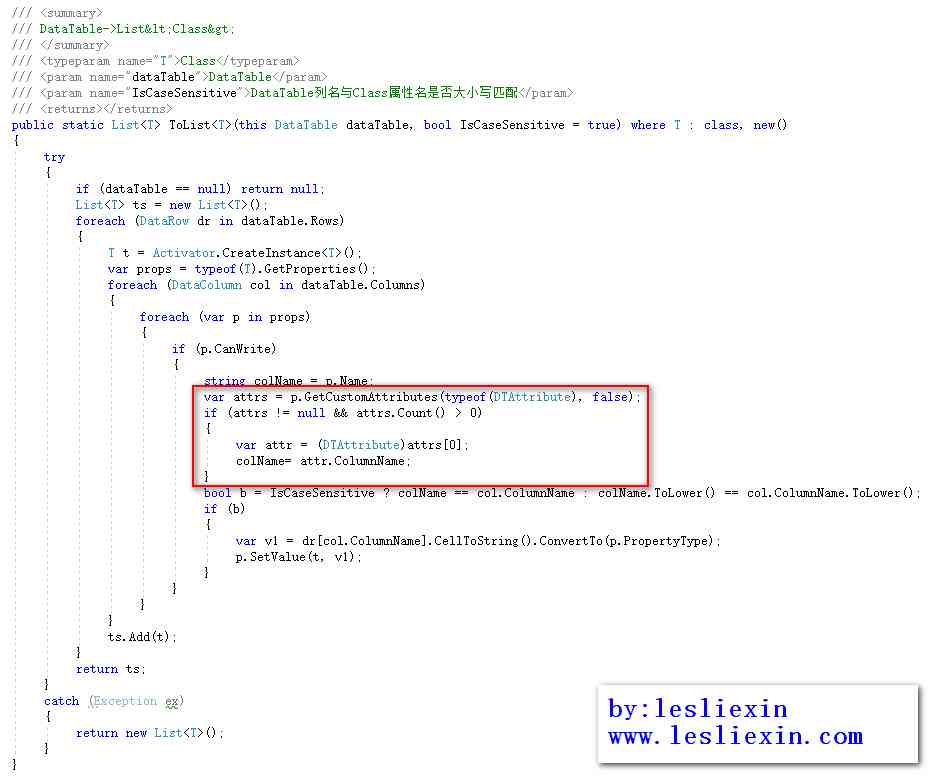 /// <summary>
/// DataTable->List&lt;Class&gt;
/// </summary>
/// <typeparam name="T">Class</typeparam>
/// <param name="dataTable">DataTable</param>
/// <param name="IsCaseSensitive">DataTable列名与Class属性名是否大小写匹配</param>
/// <returns></returns>
public static List<T> ToList<T>(this DataTable dataTable, bool IsCaseSensitive = true) where T : class, new()
{
    try
    {
        if (dataTable == null) return null;
        List<T> ts = new List<T>();
        foreach (DataRow dr in dataTable.Rows)
        {
            T t = Activator.CreateInstance<T>();
            var props = typeof(T).GetProperties();
            foreach (DataColumn col in dataTable.Columns)
            {
                foreach (var p in props)
                {
                    if (p.CanWrite)
                    {
                        string colName = p.Name;
                        var attrs = p.GetCustomAttributes(typeof(DTAttribute), false);
                        if (attrs != null && attrs.Count() > 0)
                        {
                            var attr = (DTAttribute)attrs[0];
                            colName= attr.ColumnName;
                        }
                        bool b = IsCaseSensitive ? colName == col.ColumnName : colName.ToLower() == col.ColumnName.ToLower();
                        if (b)
                        {
                            var v1 = dr[col.ColumnName].CellToString().ConvertTo(p.PropertyType);
                            p.SetValue(t, v1);
                        }
                    }
                }
            }
            ts.Add(t);
        }
        return ts;
    }
    catch (Exception ex)
    {
        return new List<T>();
    }
}
by:lesliexin
www.lesliexin.com